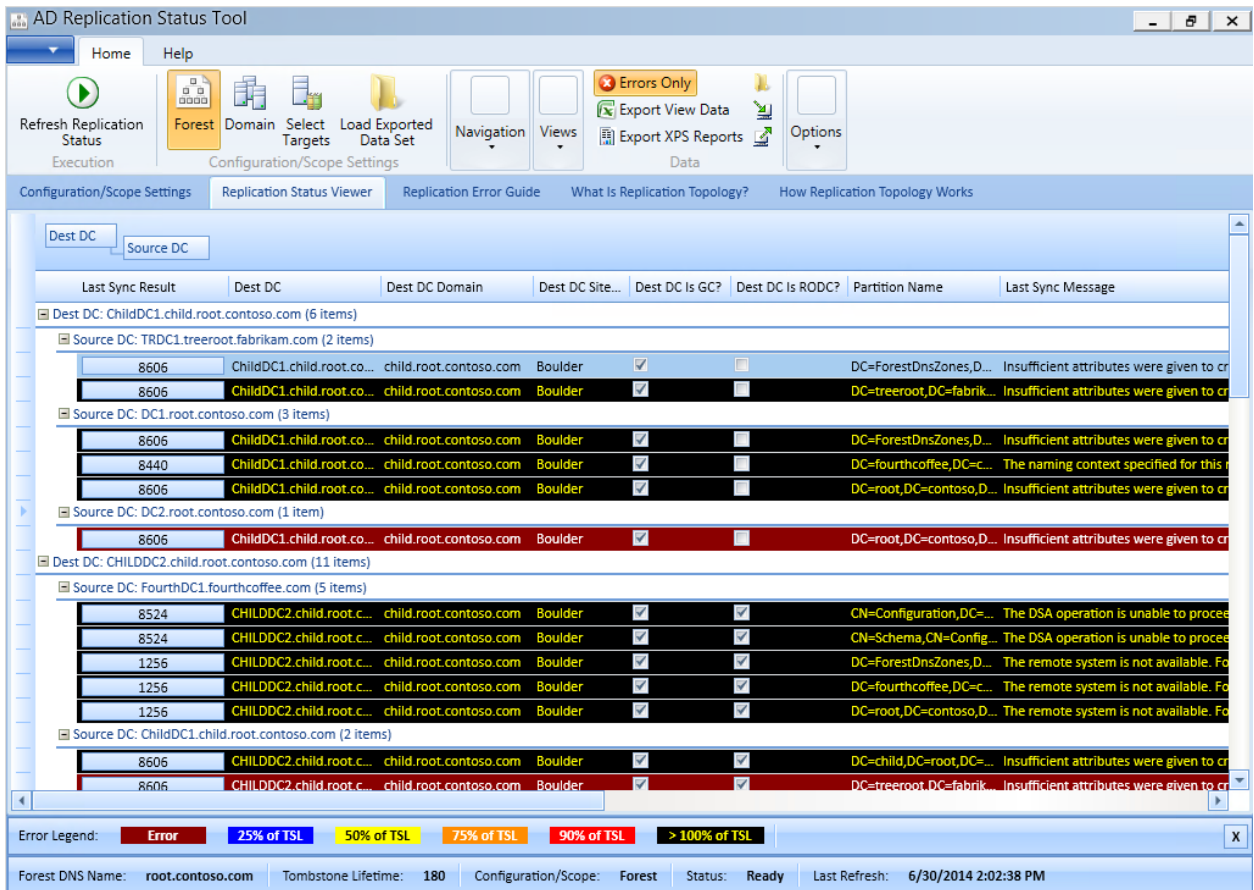 AD Replication Status Tool
Home Help
Refresh Replication Status
Forest Domain Select Targets Load Exported Data Set
Navigation Views
Errors Only
Export View Data
Export XPS Reports
Options
Execution Configuration/Scope Settings Data
Configuration/Scope Settings Replication Status Viewer Replication Error Guide What Is Replication Topology? How Replication Topology Works
Dest DC
Source DC
Last Sync Result Dest DC Dest DC Domain Dest DC Site... Dest DC Is GC? Dest DC Is RODC? Partition Name Last Sync Message
Dest DC: ChildDC1.child.root.contoso.com (6 items)
Source DC: TRDC1.treeroot.fabrikam.com (2 items)
8606 ChildDC1.child.root.co... child.root.contoso.com Boulder DC=ForestDnsZones,D... Insufficient attributes were given to cr
8606 ChildDC1.child.root.co... child.root.contoso.com Boulder DC=treeroot,DC=fabrik... Insufficient attributes were given to cr
Source DC: DC1.root.contoso.com (3 items)
8606 ChildDC1.child.root.co... child.root.contoso.com Boulder DC=ForestDnsZones,D... Insufficient attributes were given to cr
8440 ChildDC1.child.root.co... child.root.contoso.com Boulder DC=fourthcoffee,DC=c... The naming context specified for this r
8606 ChildDC1.child.root.co... child.root.contoso.com Boulder DC=root,DC=contoso,D... Insufficient attributes were given to cr
Source DC: DC2.root.contoso.com (1 item)
8606 ChildDC1.child.root.co... child.root.contoso.com Boulder DC=root,DC=contoso,D... Insufficient attributes were given to cr
Dest DC: CHILDDC2.child.root.contoso.com (11 items)
Source DC: FourthDC1.fourthcoffee.com (5 items)
8524 CHILDDC2.child.root.c... child.root.contoso.com Boulder CN=Configuration,DC=... The DSA operation is unable to procee
8524 CHILDDC2.child.root.c... child.root.contoso.com Boulder CN=Schema,CN=Config... The DSA operation is unable to procee
1256 CHILDDC2.child.root.c... child.root.contoso.com Boulder DC=ForestDnsZones,D... The remote system is not available. Fo
1256 CHILDDC2.child.root.c... child.root.contoso.com Boulder DC=fourthcoffee,DC=c... The remote system is not available. Fo
1256 CHILDDC2.child.root.c... child.root.contoso.com Boulder DC=root,DC=contoso,D... The remote system is not available. Fo
Source DC: ChildDC1.child.root.contoso.com (2 items)
8606 CHILDDC2.child.root.c... child.root.contoso.com Boulder DC=child,DC=root,DC=... Insufficient attributes were given to cr
8606 CHILDDC2.child.root.c... child.root.contoso.com Boulder DC=treeroot,DC=fabrik... Insufficient attributes were given to cr
Error Legend: Error 25% of TSL 50% of TSL 75% of TSL 90% of TSL > 100% of TSL X
Forest DNS Name: root.contoso.com Tombstone Lifetime: 180 Configuration/Scope: Forest Status: Ready Last Refresh: 6/30/2014 2:02:38 PM